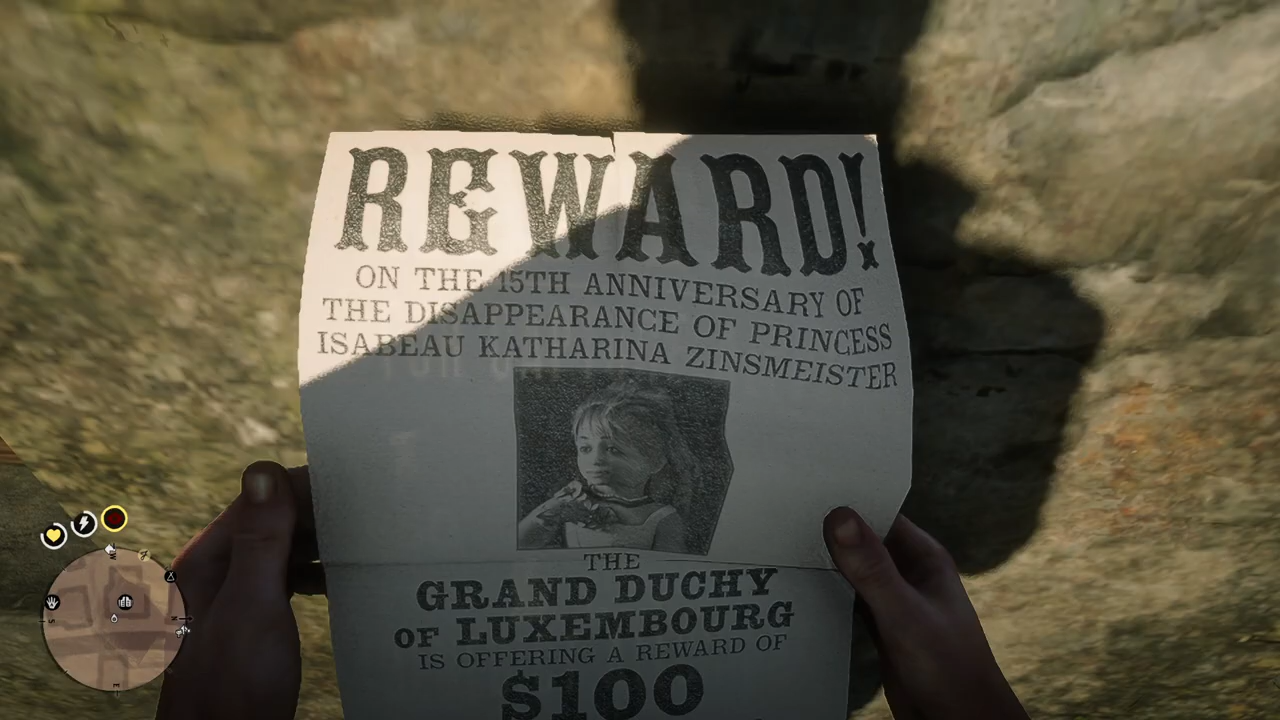 REWARD!
ON THE 15TH ANNIVERSARY OF
THE DISAPPEARANCE OF PRINCESS
ISABEAU KATHARINA ZINSMEISTER
THE
GRAND DUCHY
OF LUXEMBOURG
IS OFFERING A REWARD OF
$100